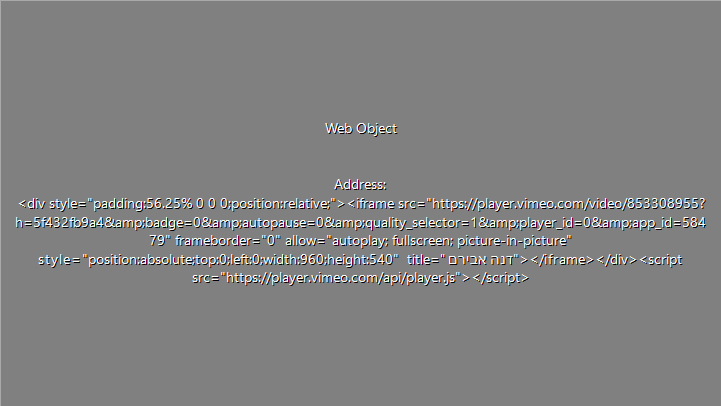 Web Object
Address:
<div style="padding:56.25% 0 0 0;position:relative;"><iframe src="https://player.vimeo.com/video/853308955?
h=5f432fb9a4&amp;badge=0&amp;autopause=0&amp;quality_selector=1&amp;player_id=0&amp;app_id=584
79" frameborder="0" allow="autoplay; fullscreen; picture-in-picture"
style="position:absolute;top:0;left:0;width:960;height:540" title="דנה אבירם"></iframe></div><script
src="https://player.vimeo.com/api/player.js"></script>